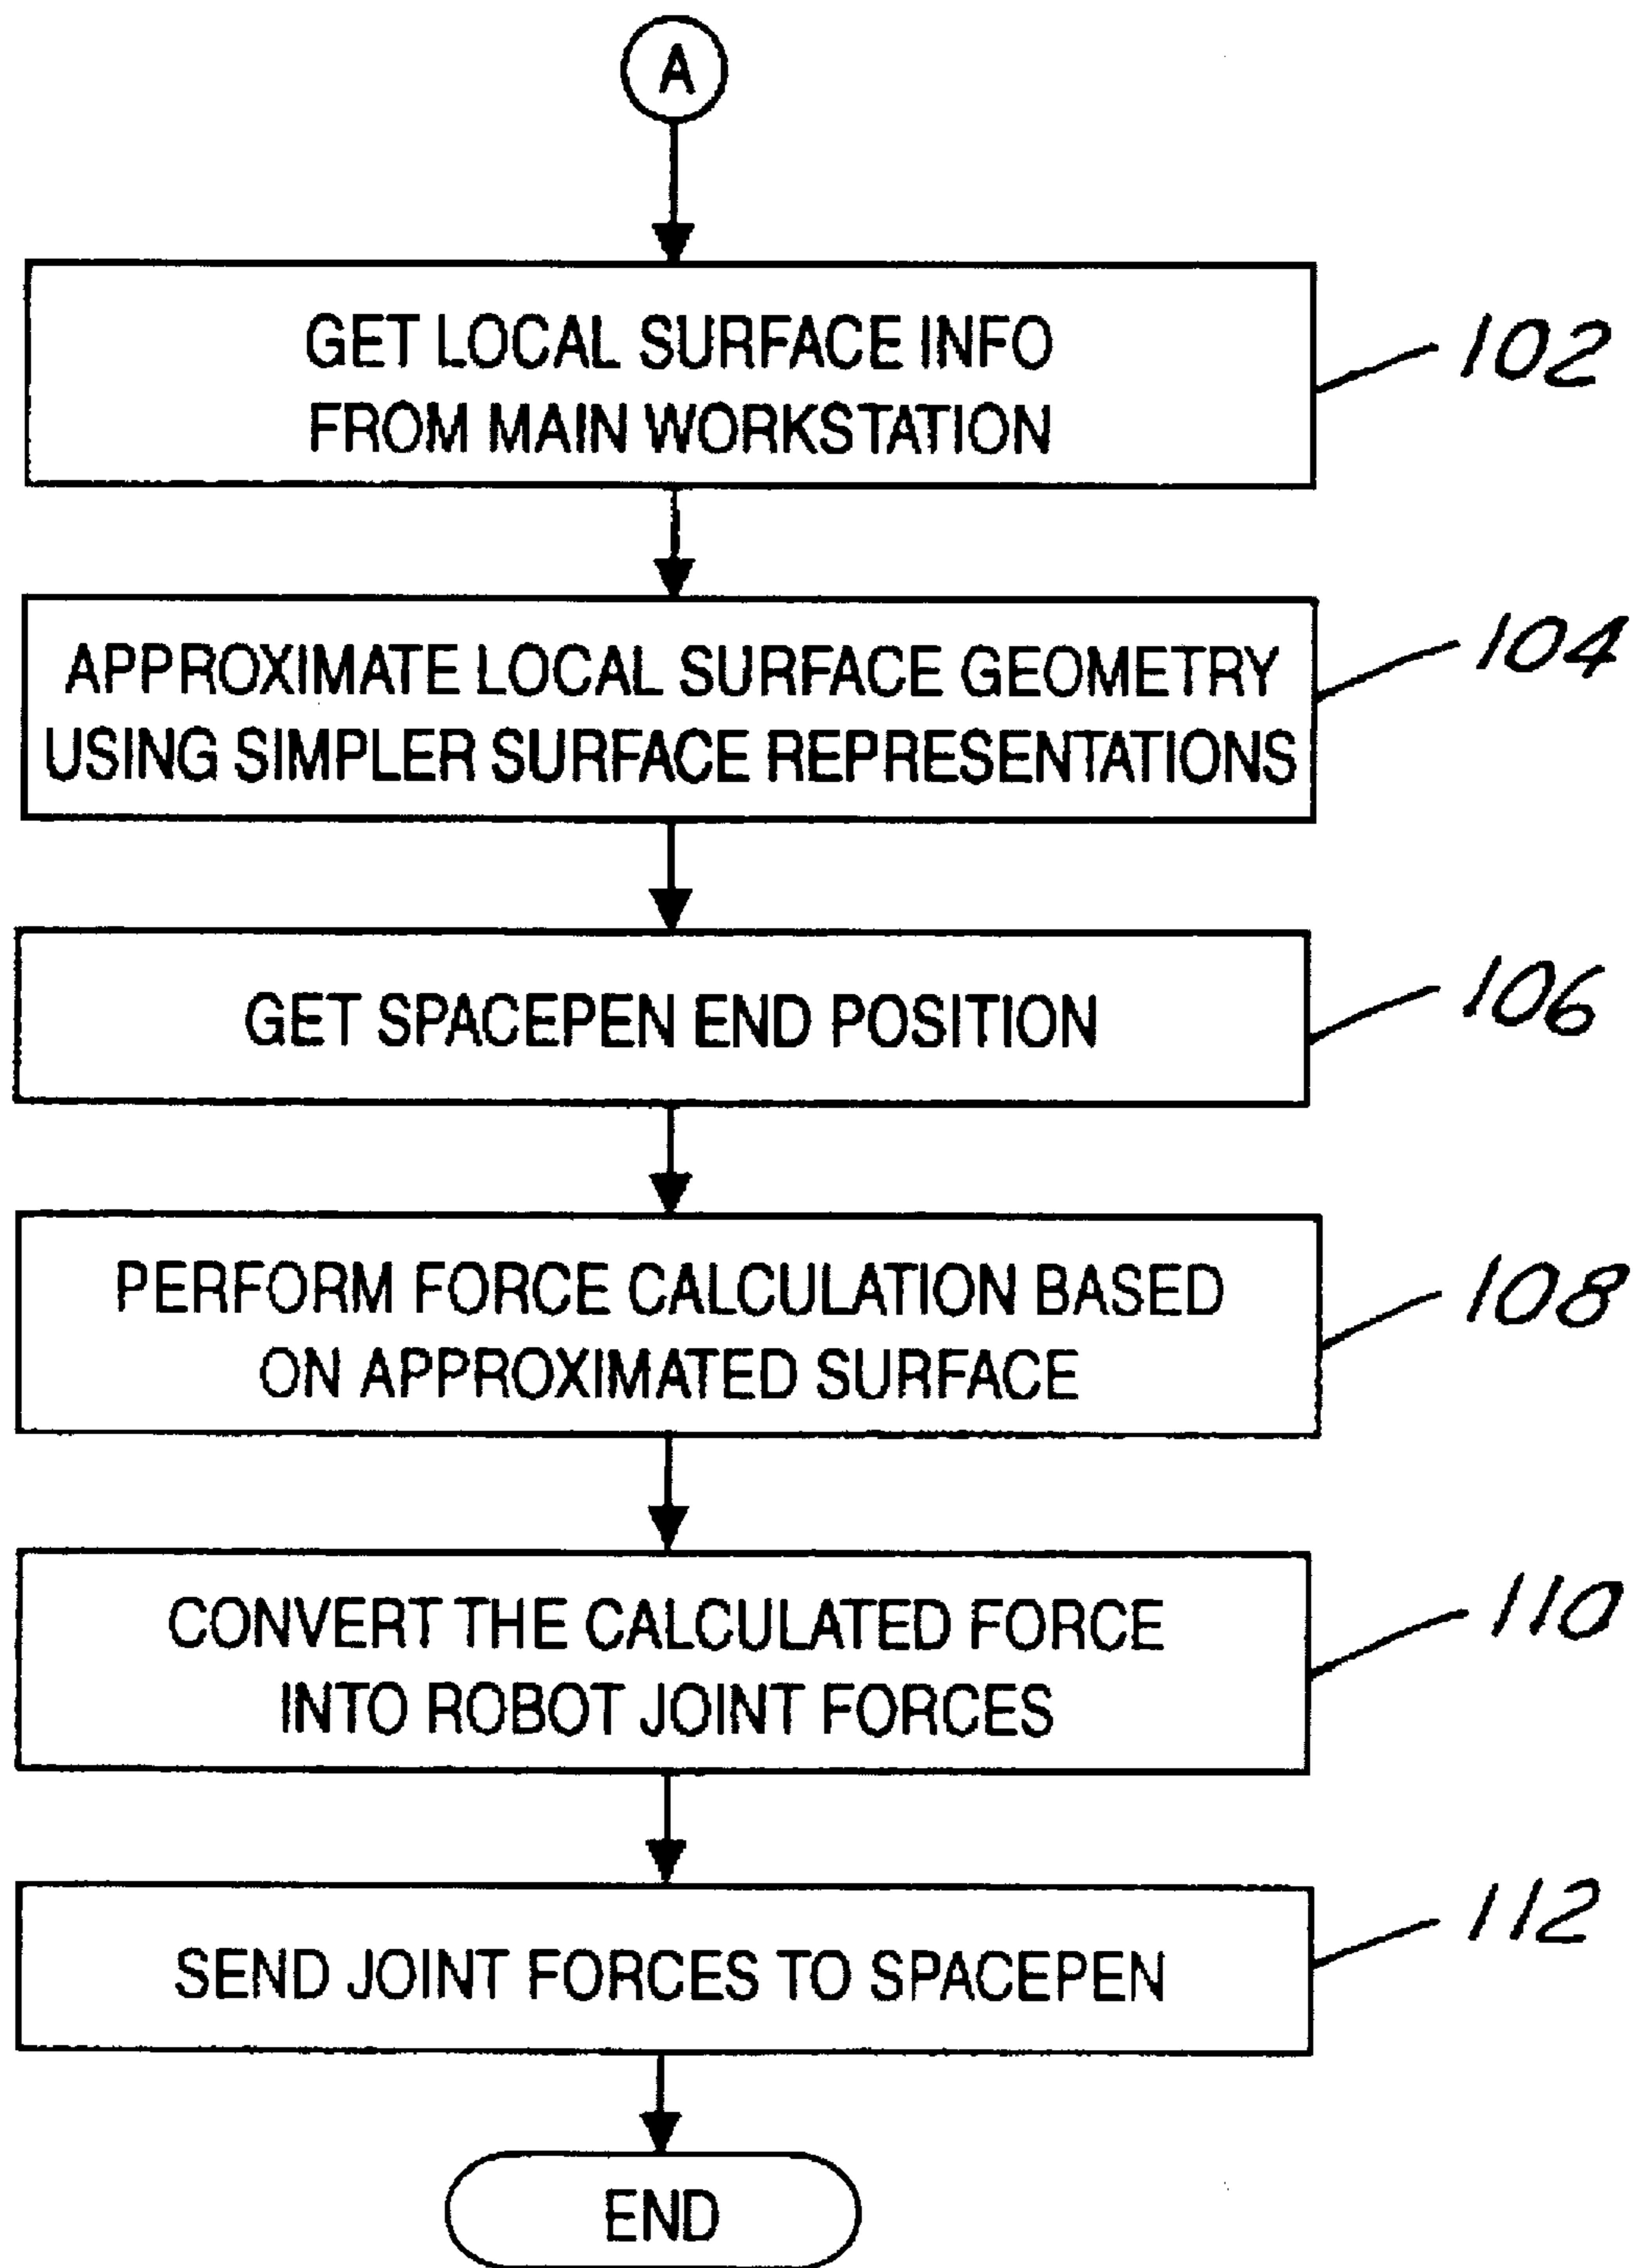 A
GET LOCAL SURFACE INFO
FROM MAIN WORKSTATION
102
APPROXIMATE LOCAL SURFACE GEOMETRY
USING SIMPLER SURFACE REPRESENTATIONS
104
GET SPACEPEN END POSITION
106
PERFORM FORCE CALCULATION BASED
ON APPROXIMATED SURFACE
108
CONVERT THE CALCULATED FORCE
INTO ROBOT JOINT FORCES
110
SEND JOINT FORCES TO SPACEPEN
112
END